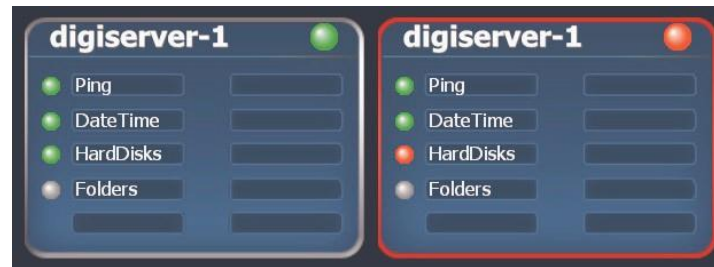 digiserver-1
Ping
DateTime
HardDisks
Folders
digiserver-1
Ping
DateTime
HardDisks
Folders